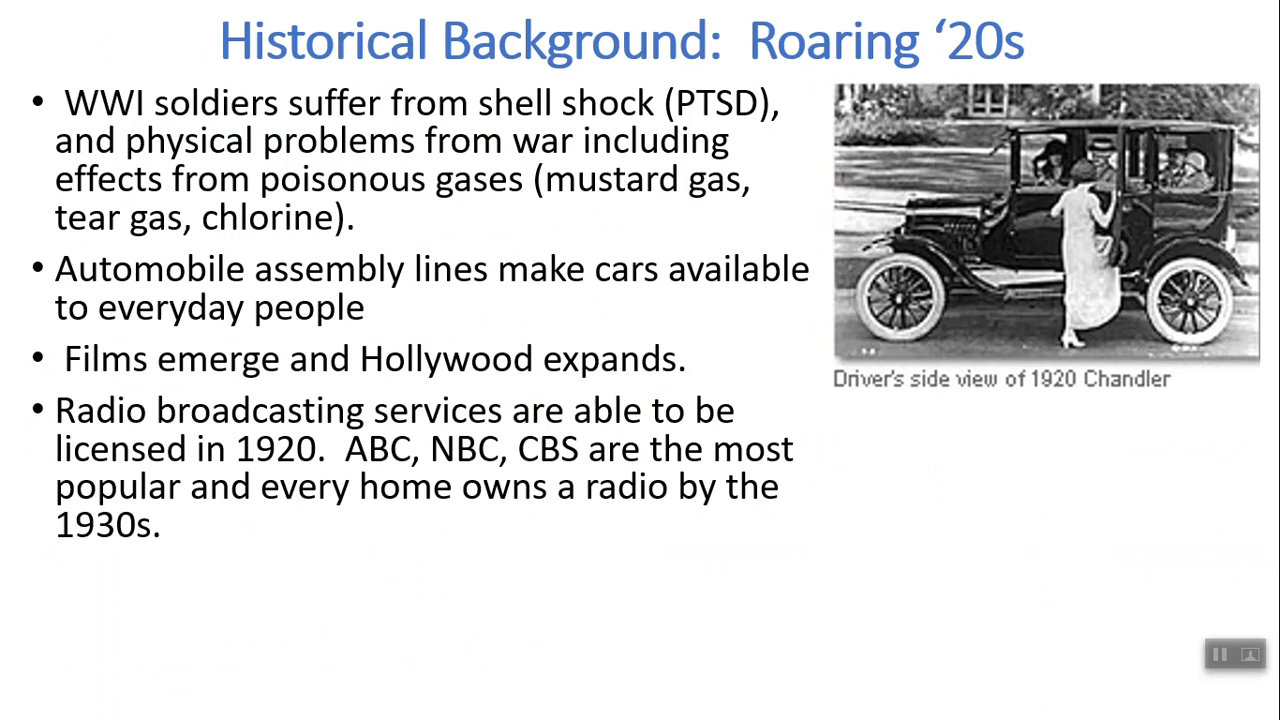 Historical Background:  Roaring ‘20s
• WWI soldiers suffer from shell shock (PTSD),
and physical problems from war including
effects from poisonous gases (mustard gas,
tear gas, chlorine).
• Automobile assembly lines make cars available
to everyday people
• Films emerge and Hollywood expands.
• Radio broadcasting services are able to be
licensed in 1920.  ABC, NBC, CBS are the most
popular and every home owns a radio by the
1930s.
Driver's side view of 1920 Chandler